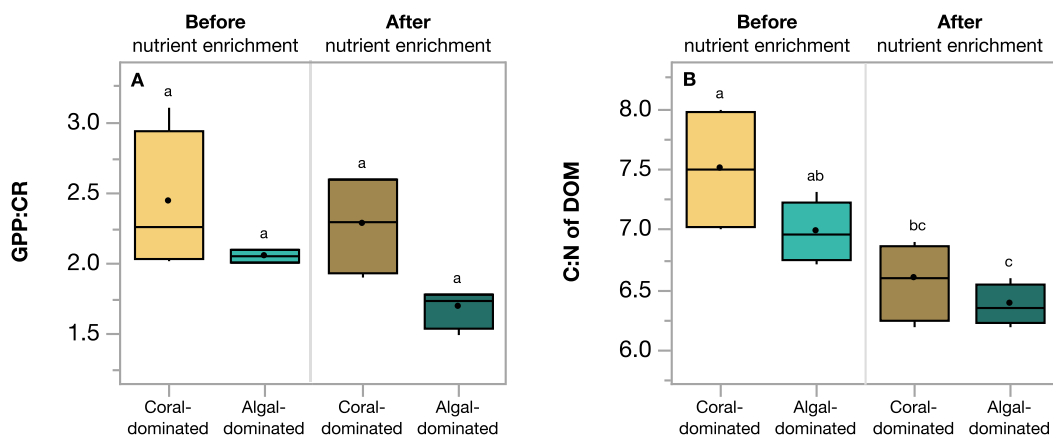 Before
nutrient enrichment
After
nutrient enrichment
A
GPP:CR
3.0
2.5
2.0
1.5
a
a
a
a
Coral-
dominated
Algal-
dominated
Coral-
dominated
Algal-
dominated
Before
nutrient enrichment
After
nutrient enrichment
B
C:N of DOM
8.0
7.5
7.0
6.5
6.0
a
ab
bc
c
Coral-
dominated
Algal-
dominated
Coral-
dominated
Algal-
dominated